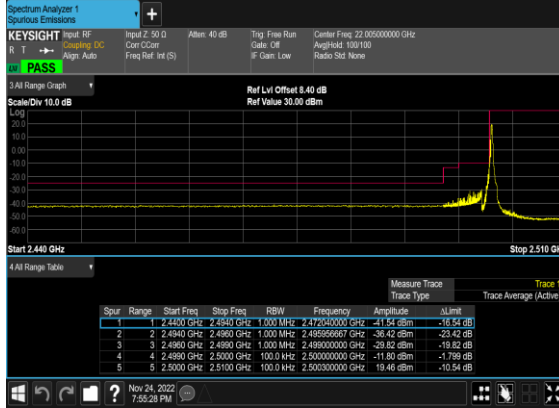 Spectrum Analyzer 1
Spurious Emissions
KEYSIGHT Input: RF Input Z: 50 Ω Atten: 40 dB Trig: Free Run Center Freq: 22.005000000 GHz
R T Coupling: DC Corr CCorr Gate: Off Avg|Hold: 100/100
Align: Auto Freq Ref: Int (S) IF Gain: Low Radio Std: None
PASS
3 All Range Graph
Ref Lvl Offset 8.40 dB
Scale/Div 10.0 dB Ref Value 30.00 dBm
Log
20.0
10.0
0.00
-10.0
-20.0
-30.0
-40.0
-50.0
-60.0
Start 2.440 GHz Stop 2.510 G
4 All Range Table
Measure Trace Trace 1
Trace Type Trace Average (Active
Spur Range Start Freq Stop Freq RBW Frequency Amplitude ΔLimit
1 1 2.4400 GHz 2.4940 GHz 1.000 MHz 2.472040000 GHz -41.54 dBm -16.54 dB
2 2 2.4940 GHz 2.4960 GHz 1.000 MHz 2.495956667 GHz -36.42 dBm -23.42 dB
3 3 2.4960 GHz 2.4990 GHz 1.000 MHz 2.499000000 GHz -29.82 dBm -19.82 dB
4 4 2.4990 GHz 2.5000 GHz 100.0 kHz 2.500000000 GHz -11.80 dBm -1.799 dB
5 5 2.5000 GHz 2.5100 GHz 100.0 kHz 2.500300000 GHz 19.46 dBm -10.54 dB
Nov 24, 2022
7:55:28 PM